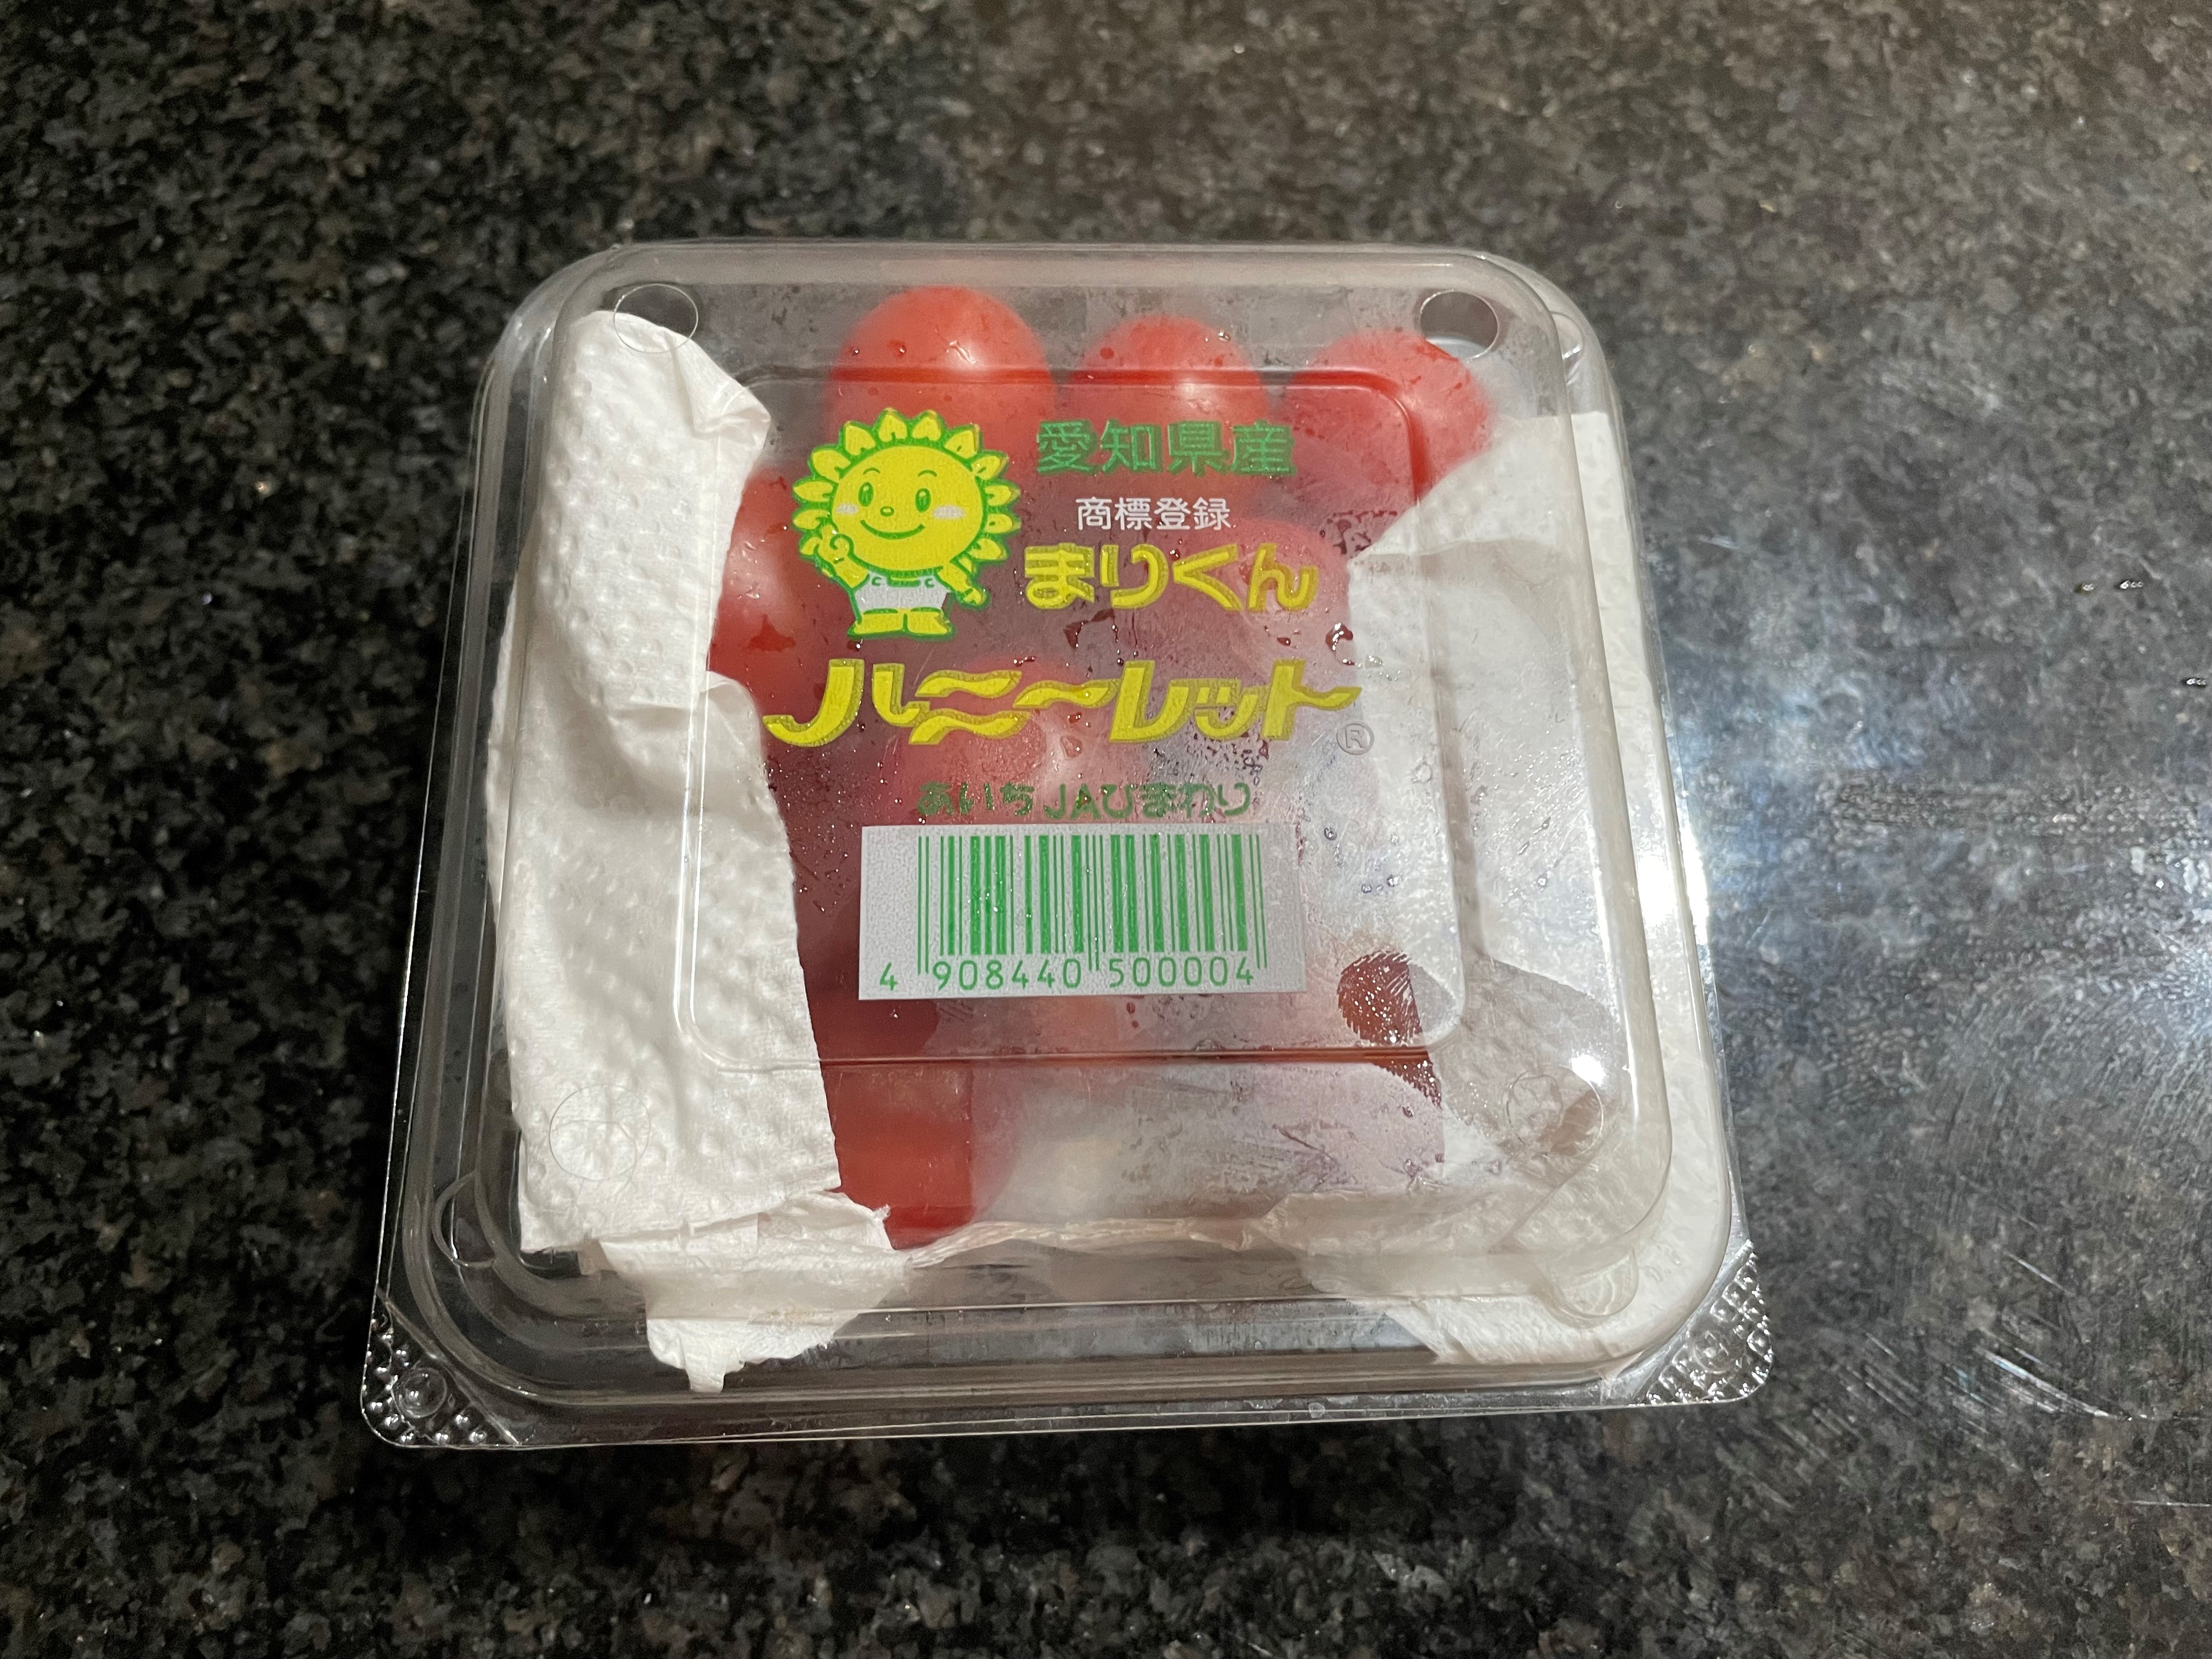 愛知県産
商標登録
まりくん
ハニーレット®
あいちJAひまわり
4 908440 500004